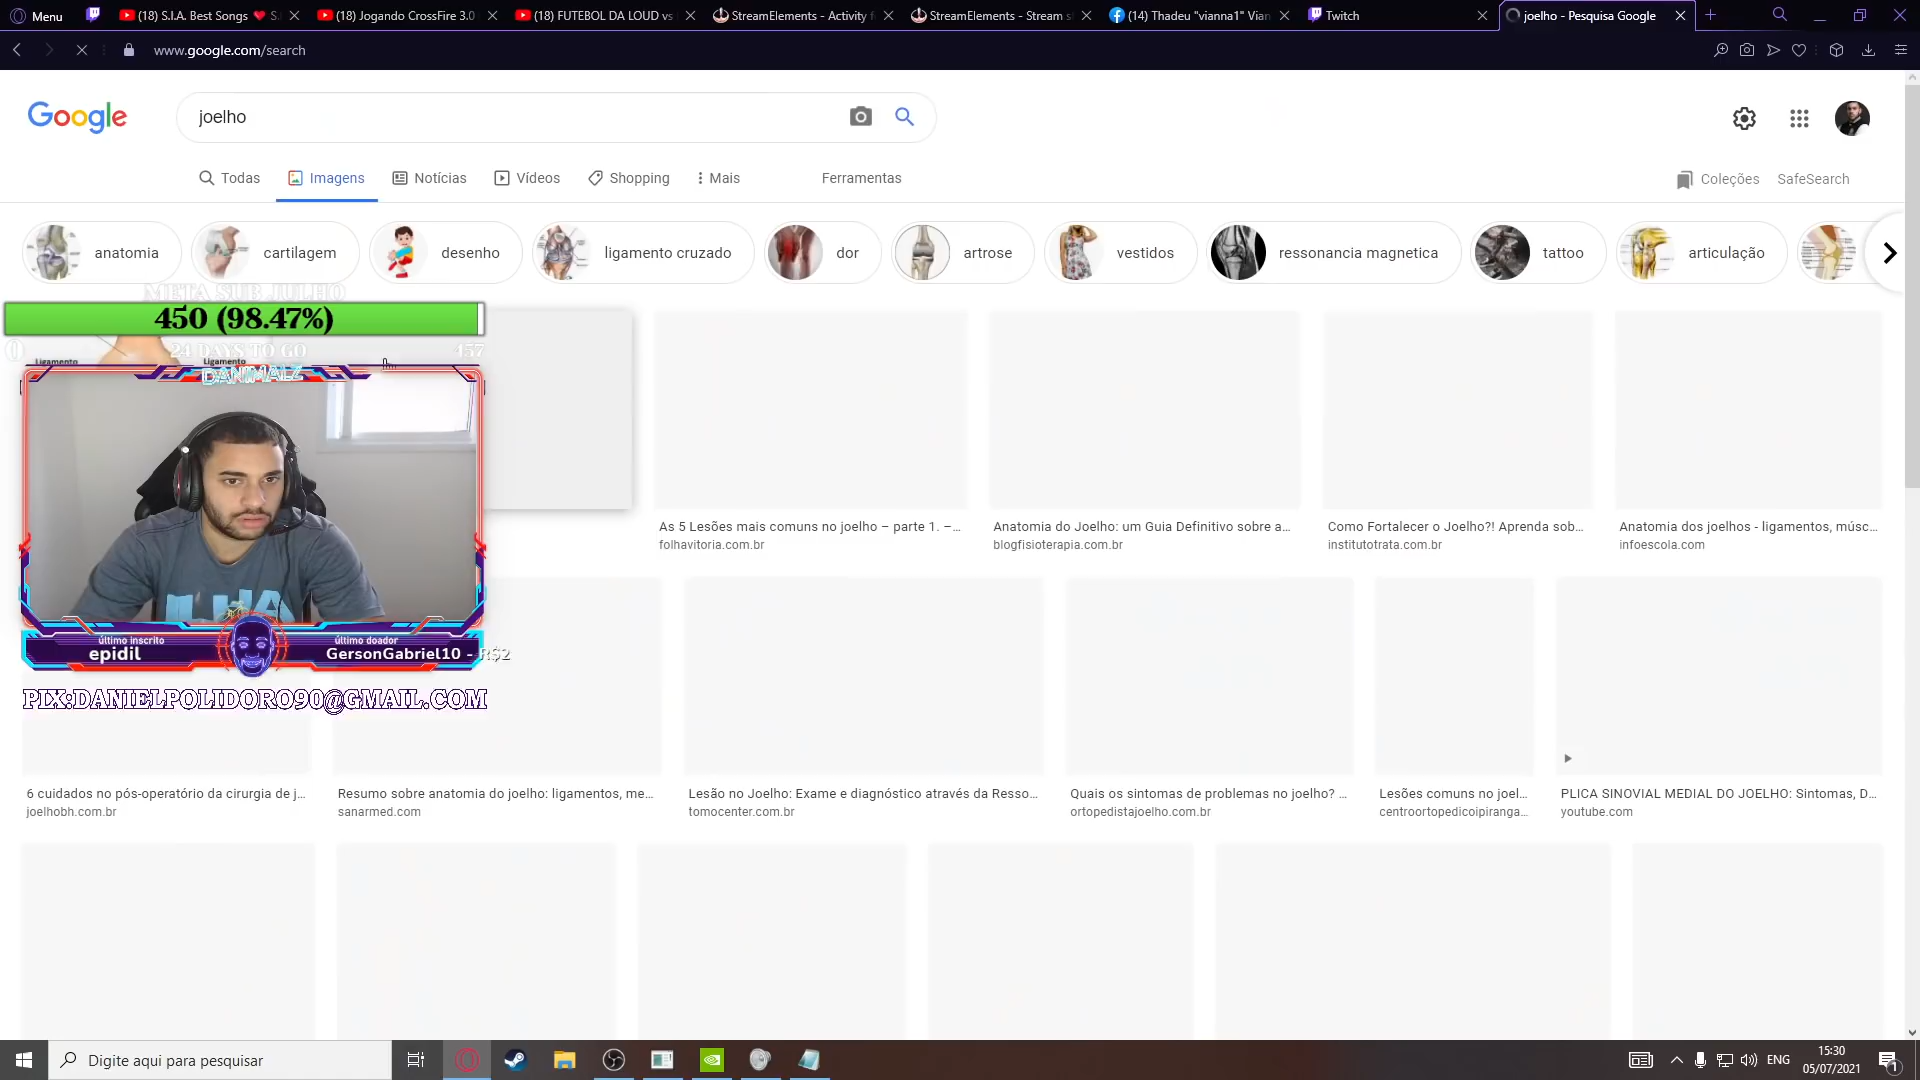 Menu
(18) S.I.A. Best Songs ❤️ S.
(18) Jogando CrossFire 3.0
(18) FUTEBOL DA LOUD vs
StreamElements - Activity f
StreamElements - Stream s
(14) Thadeu "vianna1" Vian
Twitch
joelho - Pesquisa Google
www.google.com/search
Google
joelho
Todas
Imagens
Notícias
Vídeos
Shopping
Mais
Ferramentas
Coleções
SafeSearch
anatomia
cartilagem
desenho
ligamento cruzado
dor
artrose
vestidos
ressonancia magnetica
tattoo
articulação
META SUB JULHO
450 (98.47%)
0
24 DAYS TO GO
457
Ligamento
Ligamento
DANIMALZ
As 5 Lesões mais comuns no joelho – parte 1. –...
folhavitoria.com.br
Anatomia do Joelho: um Guia Definitivo sobre a...
blogfisioterapia.com.br
Como Fortalecer o Joelho?! Aprenda sob...
institutotrata.com.br
Anatomia dos joelhos - ligamentos, músc...
infoescola.com
último inscrito
epidil
último doador
GersonGabriel10 - R$2
PIX:DANIELPOLIDORO90@GMAIL.COM
6 cuidados no pós-operatório da cirurgia de j...
joelhobh.com.br
Resumo sobre anatomia do joelho: ligamentos, me...
sanarmed.com
Lesão no Joelho: Exame e diagnóstico através da Resso...
tomocenter.com.br
Quais os sintomas de problemas no joelho? ...
ortopedistajoelho.com.br
Lesões comuns no joel...
centroortopedicoipiranga...
PLICA SINOVIAL MEDIAL DO JOELHO: Sintomas, D...
youtube.com
Digite aqui para pesquisar
ENG
15:30
05/07/2021
1